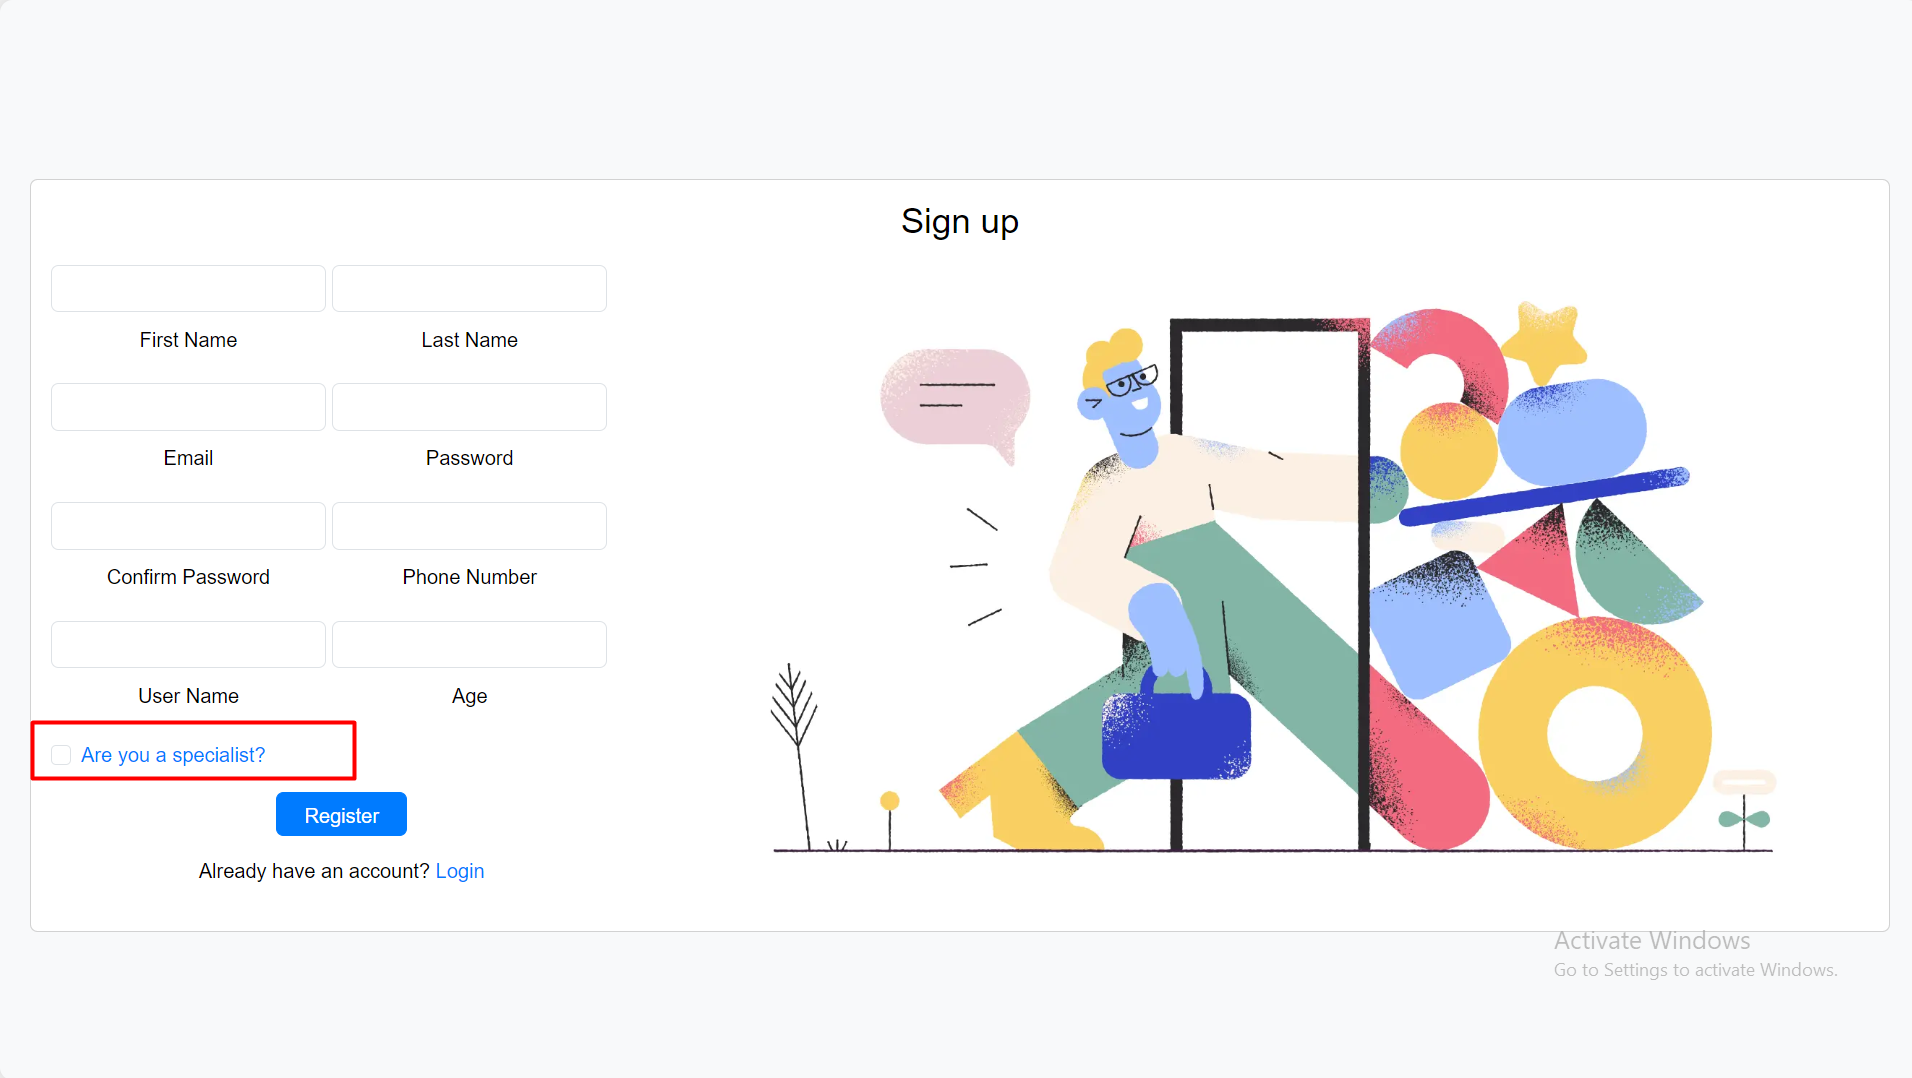 Sign up
First Name Last Name
Email Password
Confirm Password Phone Number
User Name Age
Are you a specialist?
Register
Already have an account? Login
Activate Windows
Go to Settings to activate Windows.